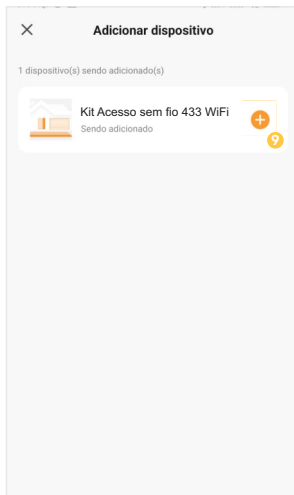 Adicionar dispositivo
1 dispositivo(s) sendo adicionado(s)
Kit Acesso sem fio 433 WiFi
Sendo adicionado
9